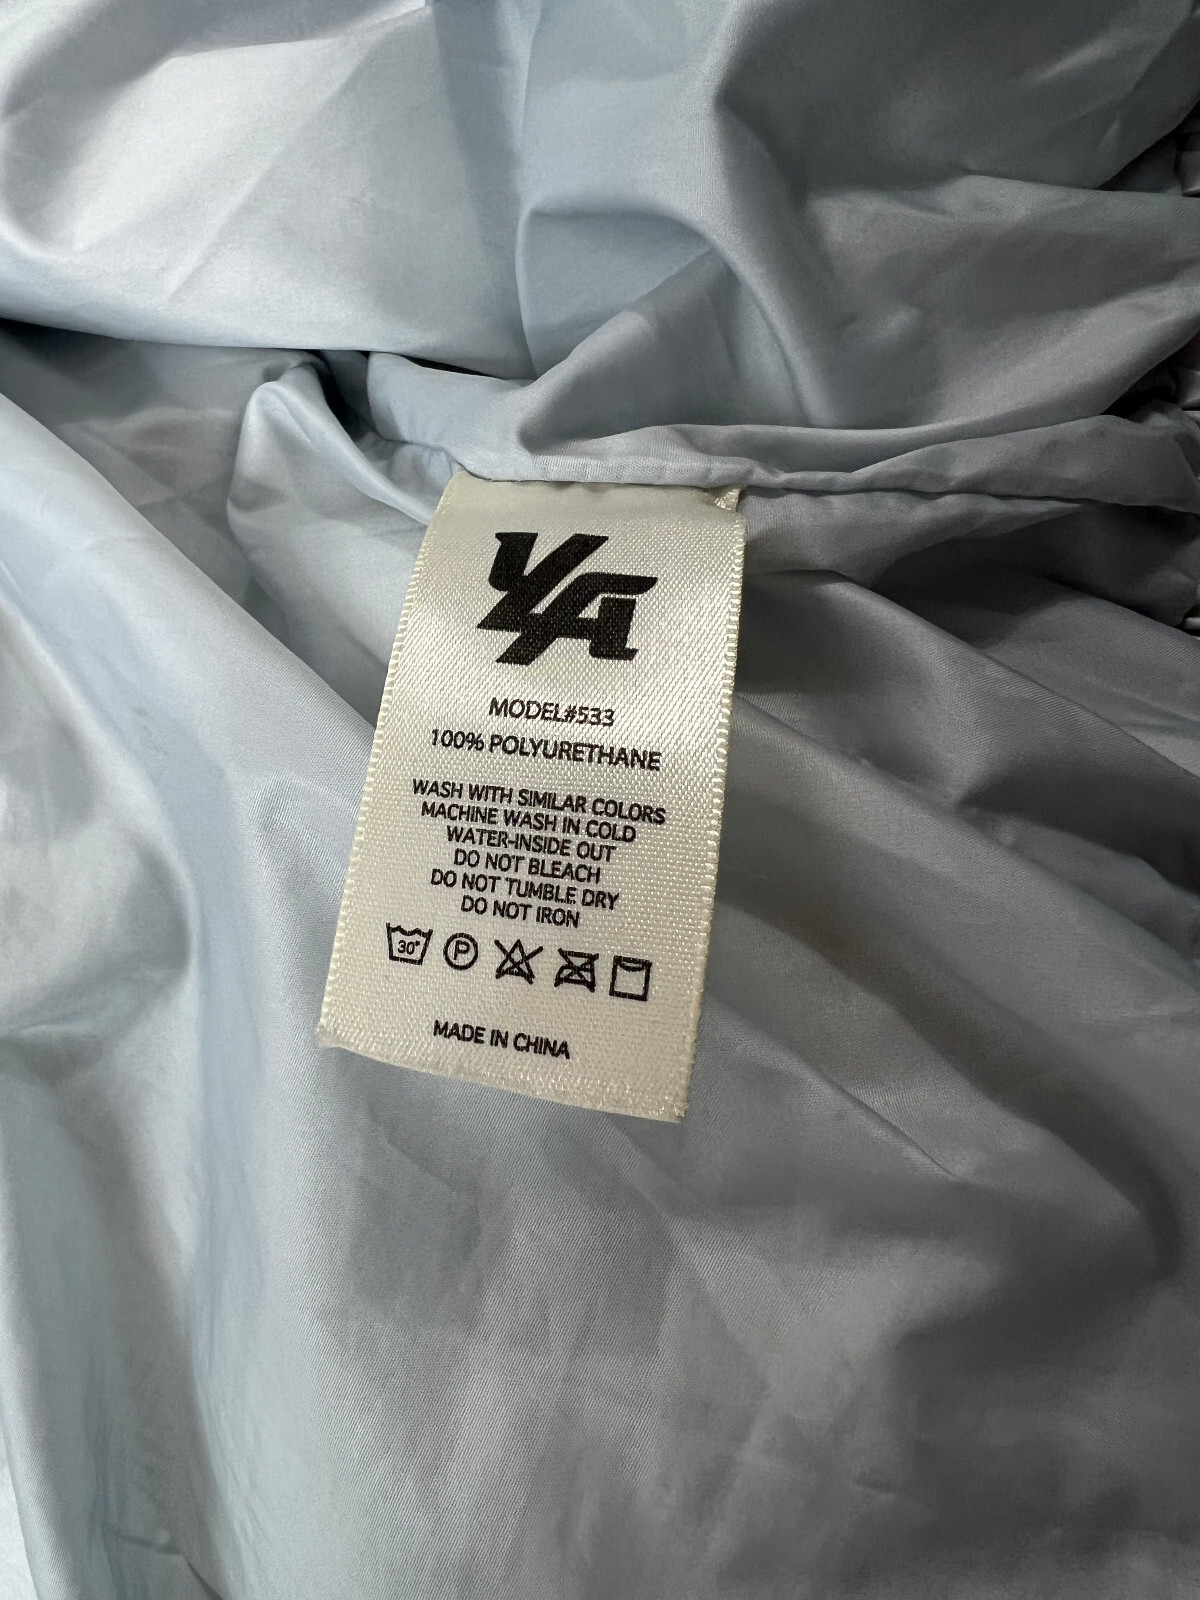 YLA
MODEL#533
100% POLYURETHANE
WASH WITH SIMILAR COLORS
MACHINE WASH IN COLD
WATER-INSIDE OUT
DO NOT BLEACH
DO NOT TUMBLE DRY
DO NOT IRON
30° P
MADE IN CHINA